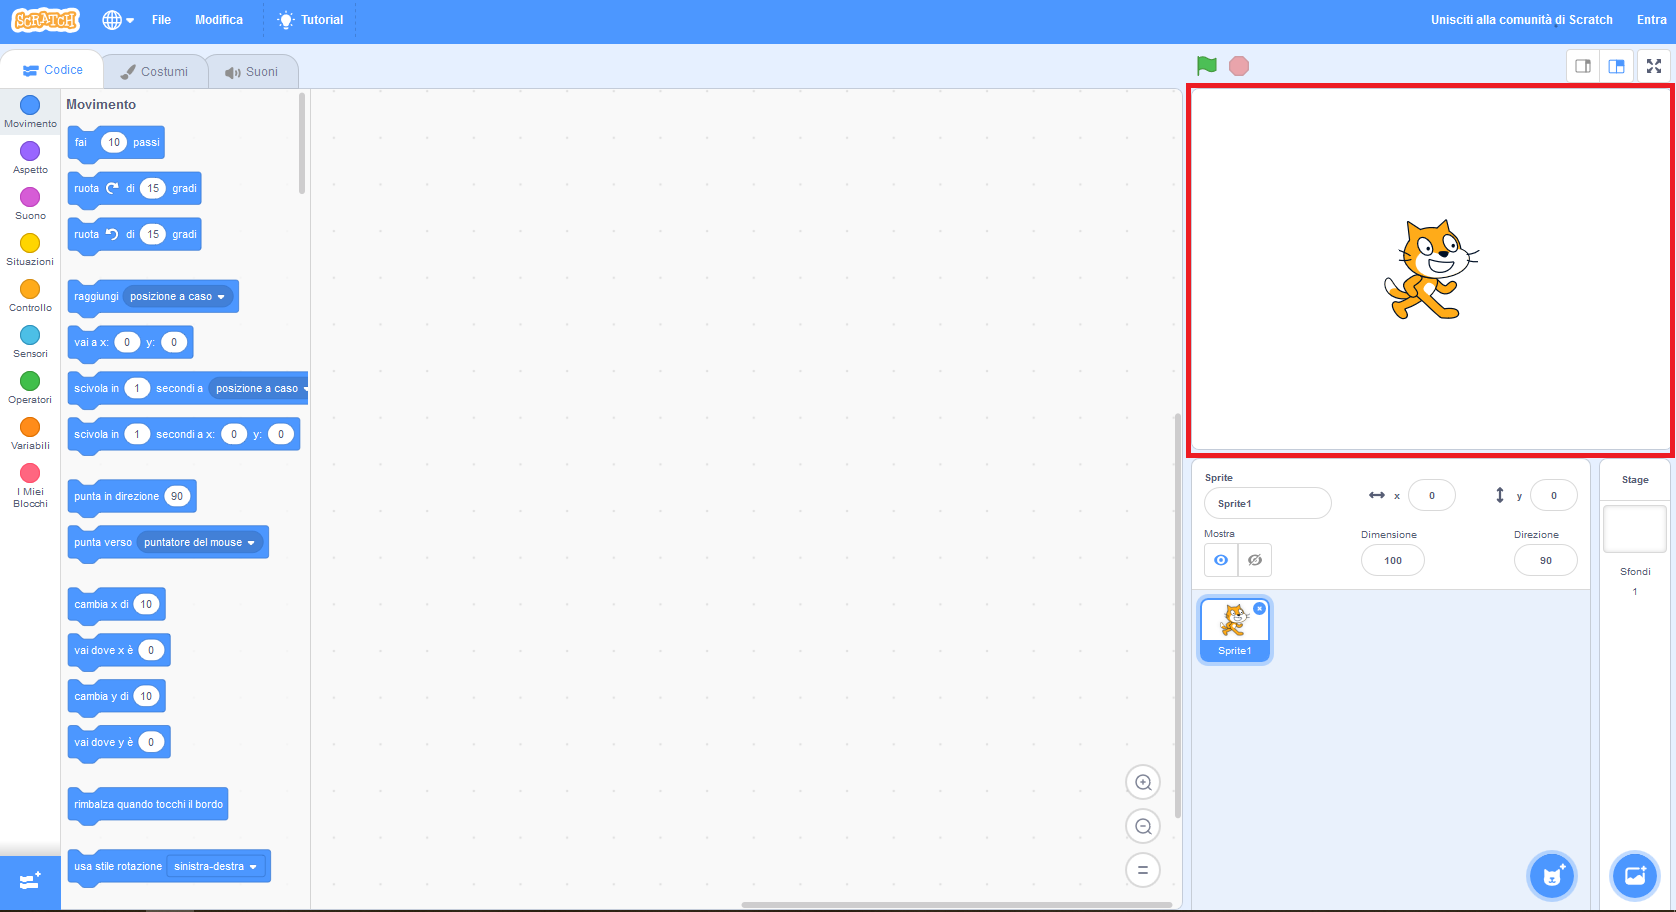 SCRATCH File Modifica Tutorial Unisciti alla comunità di Scratch Entra
Codice Costumi Suoni
Movimento
Aspetto
Suono
Situazioni
Controllo
Sensori
Operatori
Variabili
I Miei
Blocchi
Movimento
fai 10 passi
ruota di 15 gradi
ruota di 15 gradi
raggiungi posizione a caso
vai a x: 0 y: 0
scivola in 1 secondi a posizione a caso
scivola in 1 secondi a x: 0 y: 0
punta in direzione 90
punta verso puntatore del mouse
cambia x di 10
vai dove x è 0
cambia y di 10
vai dove y è 0
rimbalza quando tocchi il bordo
usa stile rotazione sinistra-destra
Sprite
Sprite1 x 0 y 0
Mostra Dimensione Direzione
100 90
Sprite1
Stage
Sfondi
1